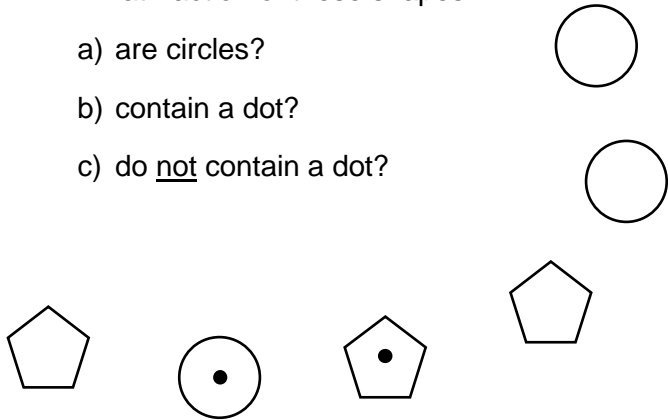 a) are circles?
b) contain a dot?
c) do not contain a dot?